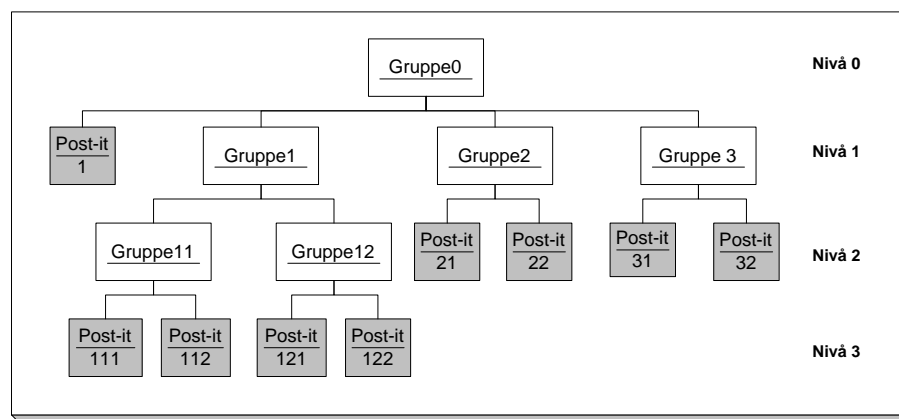 Gruppe0
Nivå 0
Post-it
1
Gruppe1
Gruppe2
Gruppe 3
Nivå 1
Gruppe11
Gruppe12
Post-it
21
Post-it
22
Post-it
31
Post-it
32
Nivå 2
Post-it
111
Post-it
112
Post-it
121
Post-it
122
Nivå 3